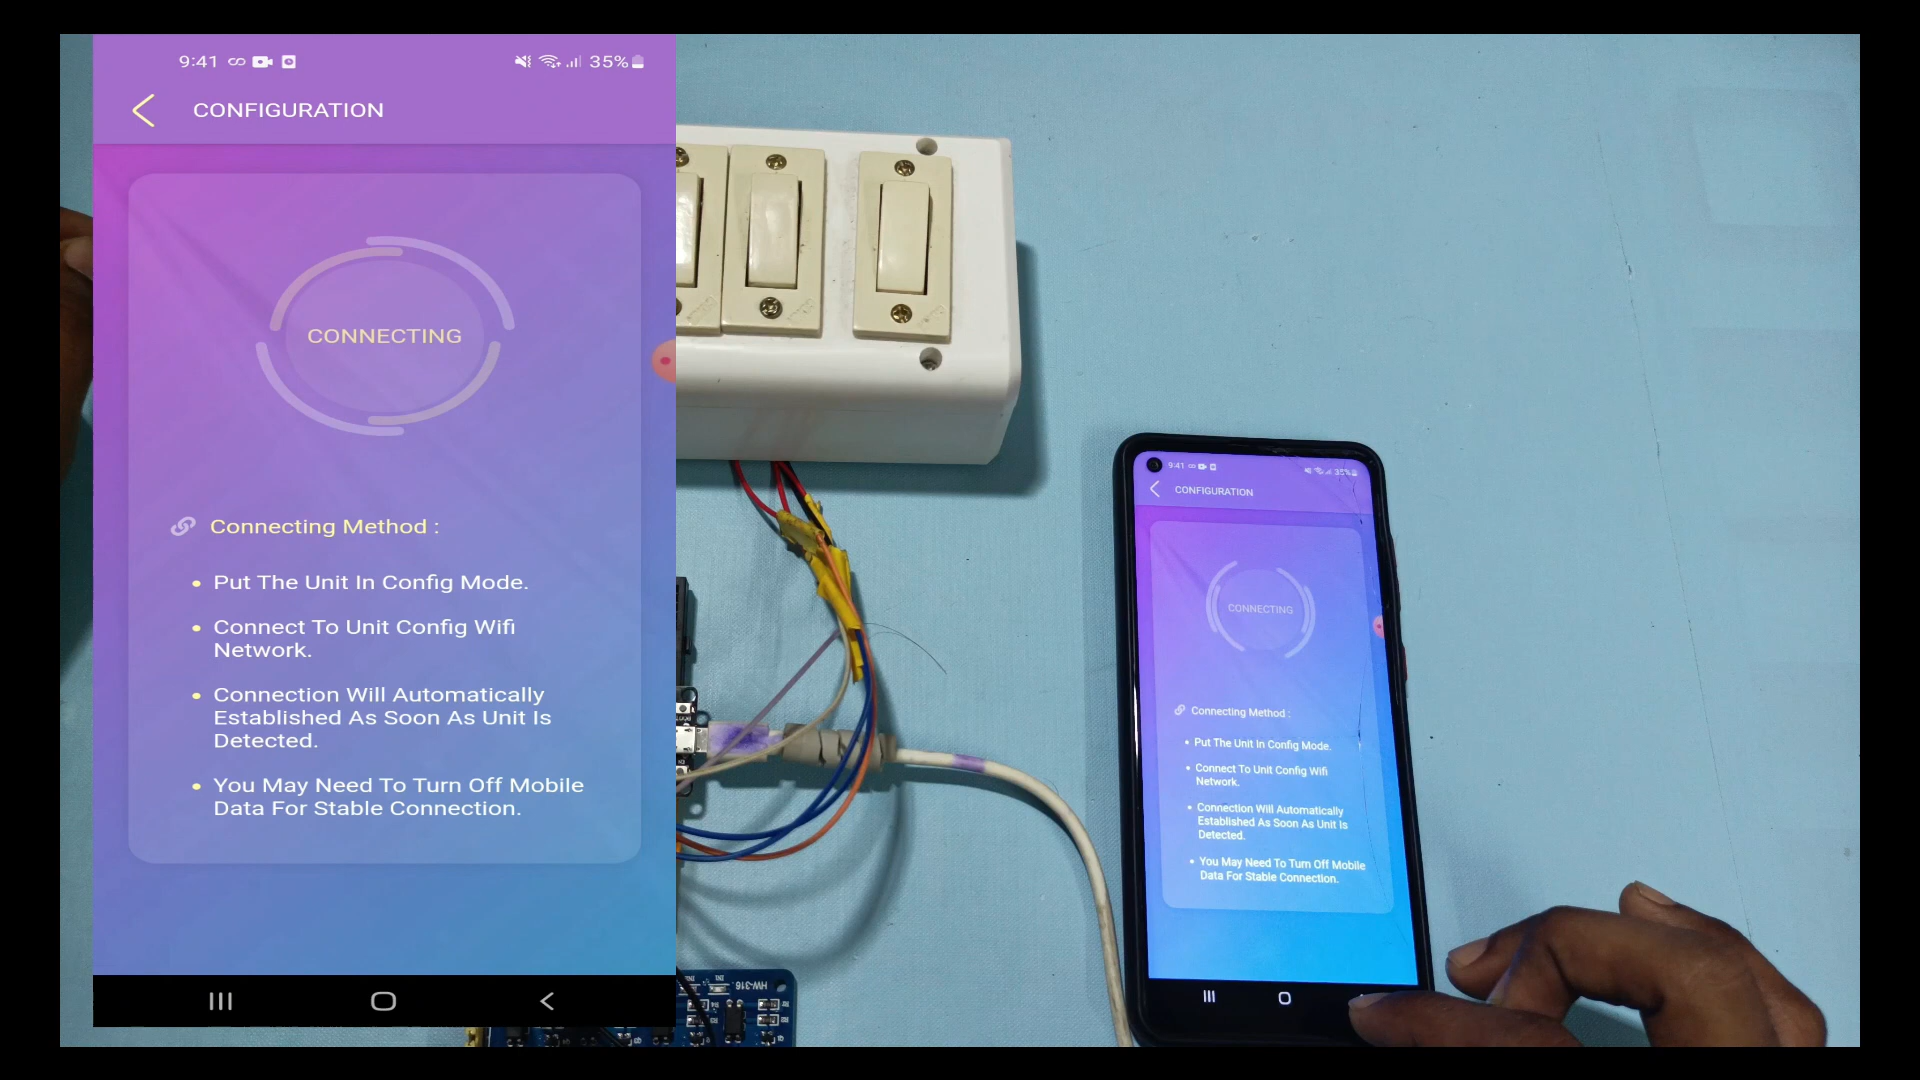 9:41
35%
CONFIGURATION
CONNECTING
Connecting Method :
Put The Unit In Config Mode.
Connect To Unit Config Wifi
Network.
Connection Will Automatically
Established As Soon As Unit Is
Detected.
You May Need To Turn Off Mobile
Data For Stable Connection.
9:41
35%
CONFIGURATION
CONNECTING
Connecting Method :
Put The Unit In Config Mode.
Connect To Unit Config Wifi
Network.
Connection Will Automatically
Established As Soon As Unit Is
Detected.
You May Need To Turn Off Mobile
Data For Stable Connection.
HW-316